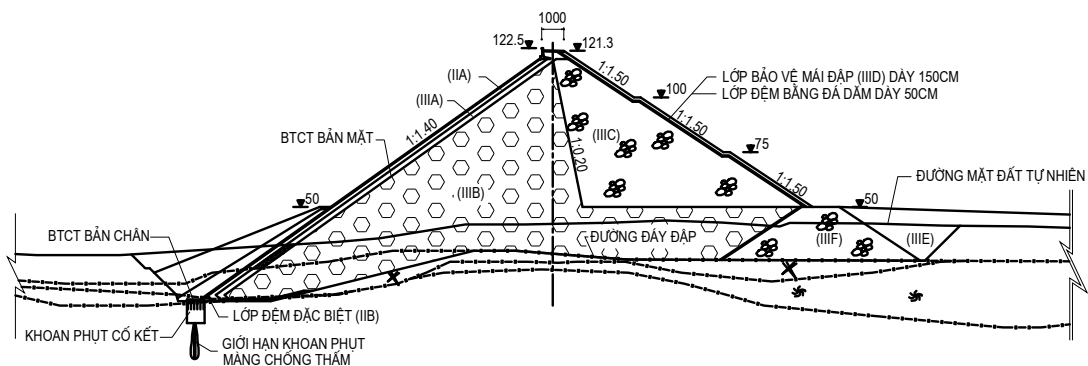 1000
122.5
121.3
(IIA)
1:1.50
(IIIA)
100
LỚP BẢO VỆ MÁI ĐẬP (IIID) DÀY 150CM
LỚP ĐỆM BẰNG ĐÁ DĂM DÀY 50CM
1:1.40
BTCT BẢN MẶT
(IIIC)
1:1.50
1:0.20
75
(IIIB)
1:1.50
ĐƯỜNG MẶT ĐẤT TỰ NHIÊN
50
50
BTCT BẢN CHÂN
ĐƯỜNG ĐÁY ĐẬP
(IIIF)
(IIIE)
LỚP ĐỆM ĐẶC BIỆT (IIB)
KHOAN PHỤT CỐ KẾT
GIỚI HẠN KHOAN PHỤT
MÀNG CHỐNG THẤM